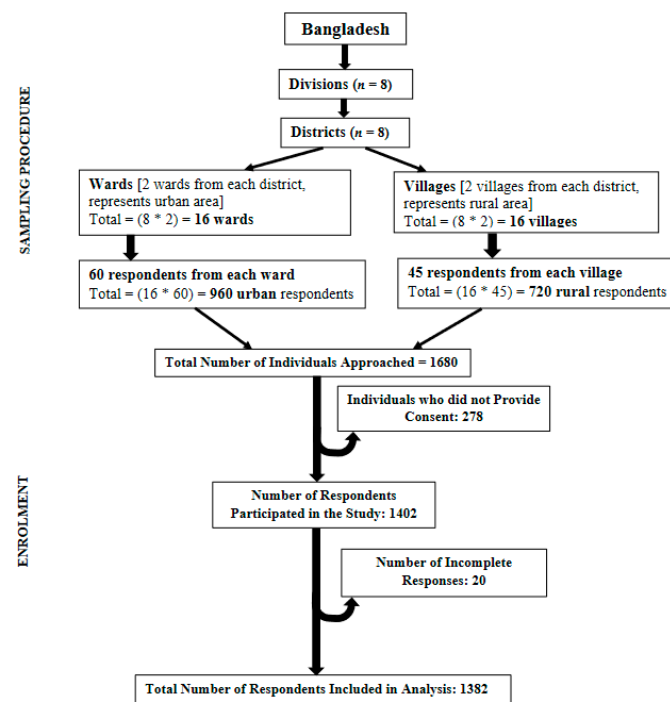 Bangladesh
Divisions (n = 8)
Districts (n = 8)
SAMPLING PROCEDURE
Wards [2 wards from each district,
represents urban area]
Total = (8 * 2) = 16 wards
Villages [2 villages from each district,
represents rural area]
Total = (8 * 2) = 16 villages
60 respondents from each ward
Total = (16 * 60) = 960 urban respondents
45 respondents from each village
Total = (16 * 45) = 720 rural respondents
Total Number of Individuals Approached = 1680
Individuals who did not Provide
Consent: 278
ENROLMENT
Number of Respondents
Participated in the Study: 1402
Number of Incomplete
Responses: 20
Total Number of Respondents Included in Analysis: 1382